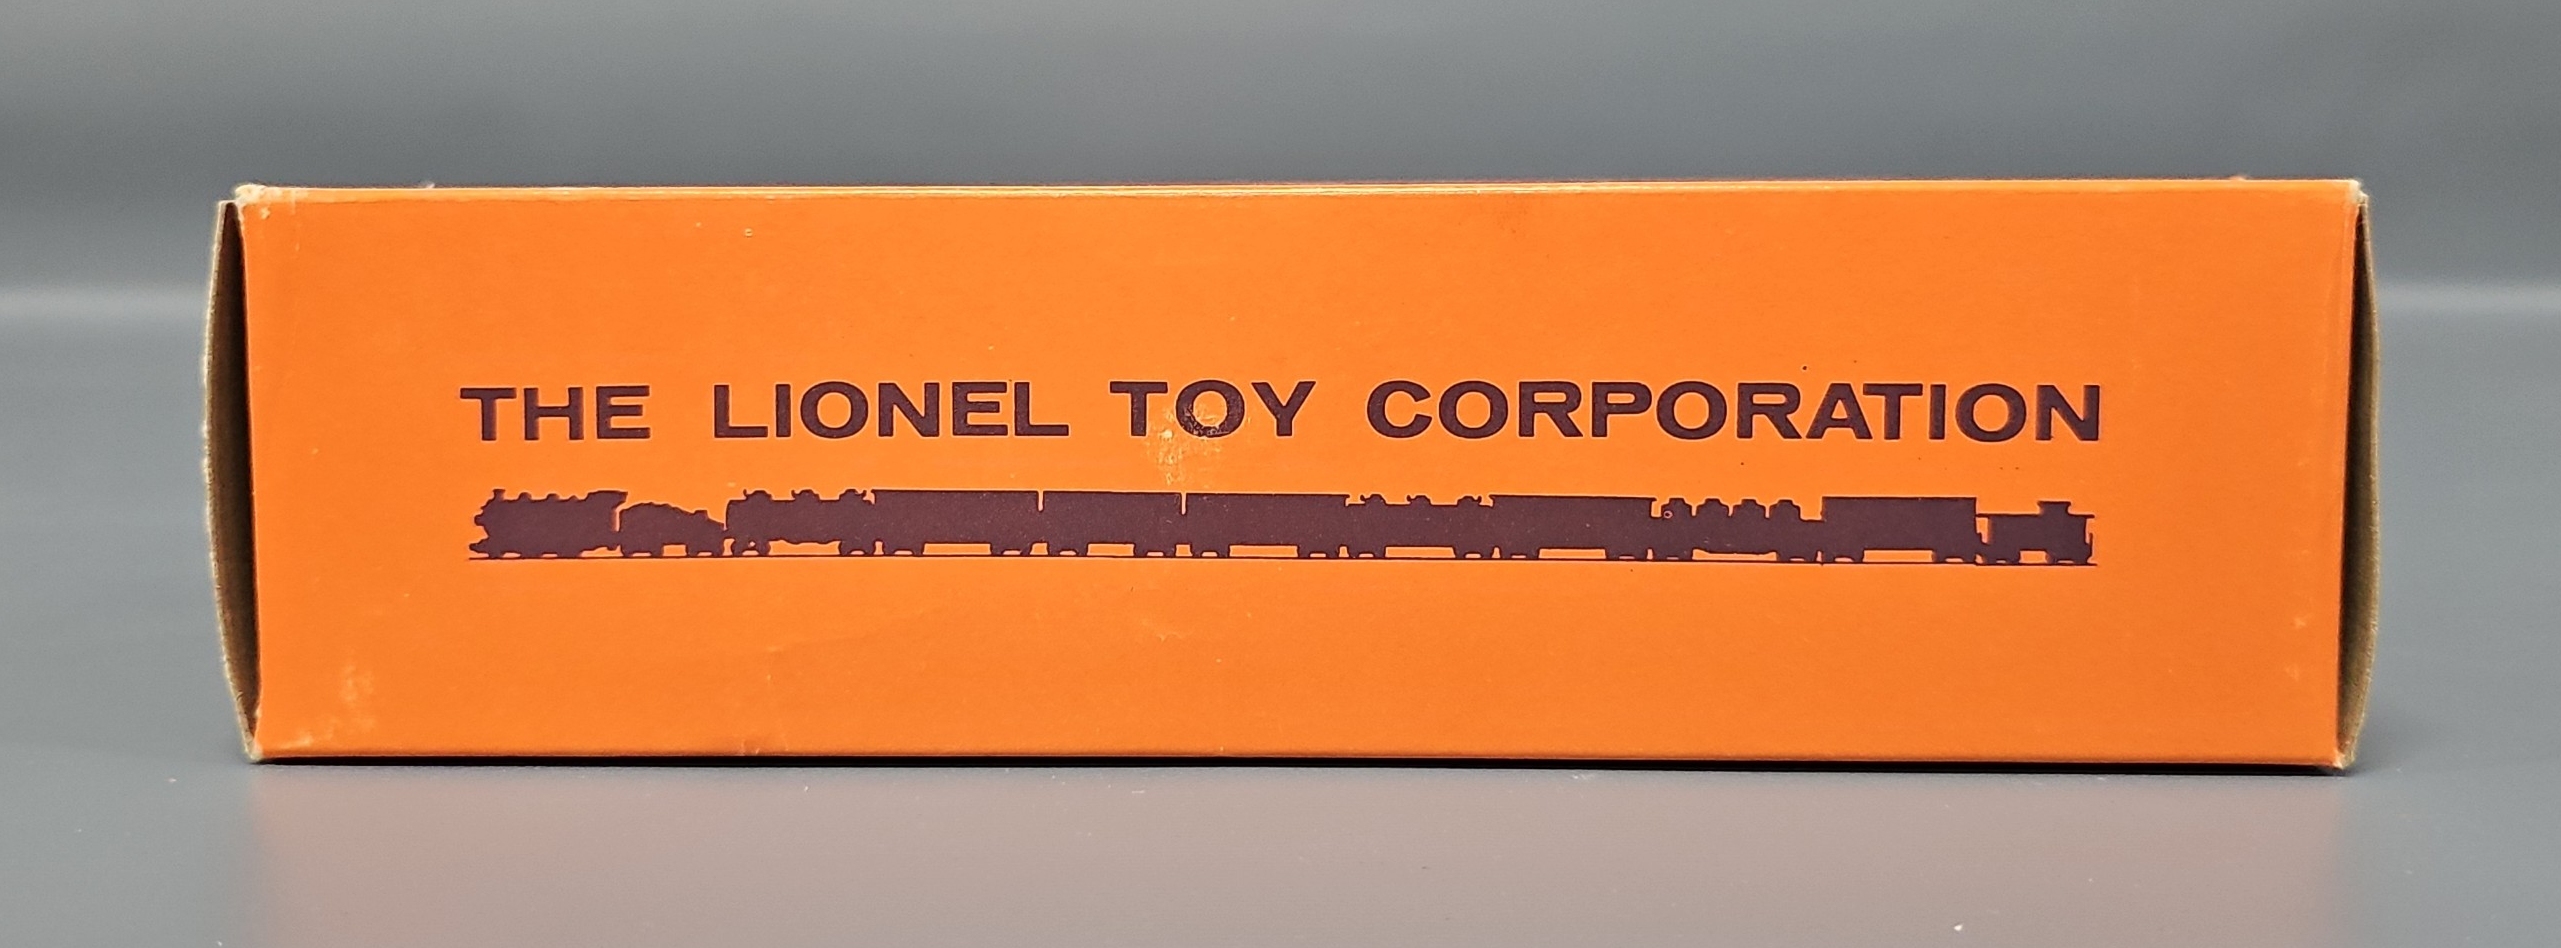 THE LIONEL TOY CORPORATION